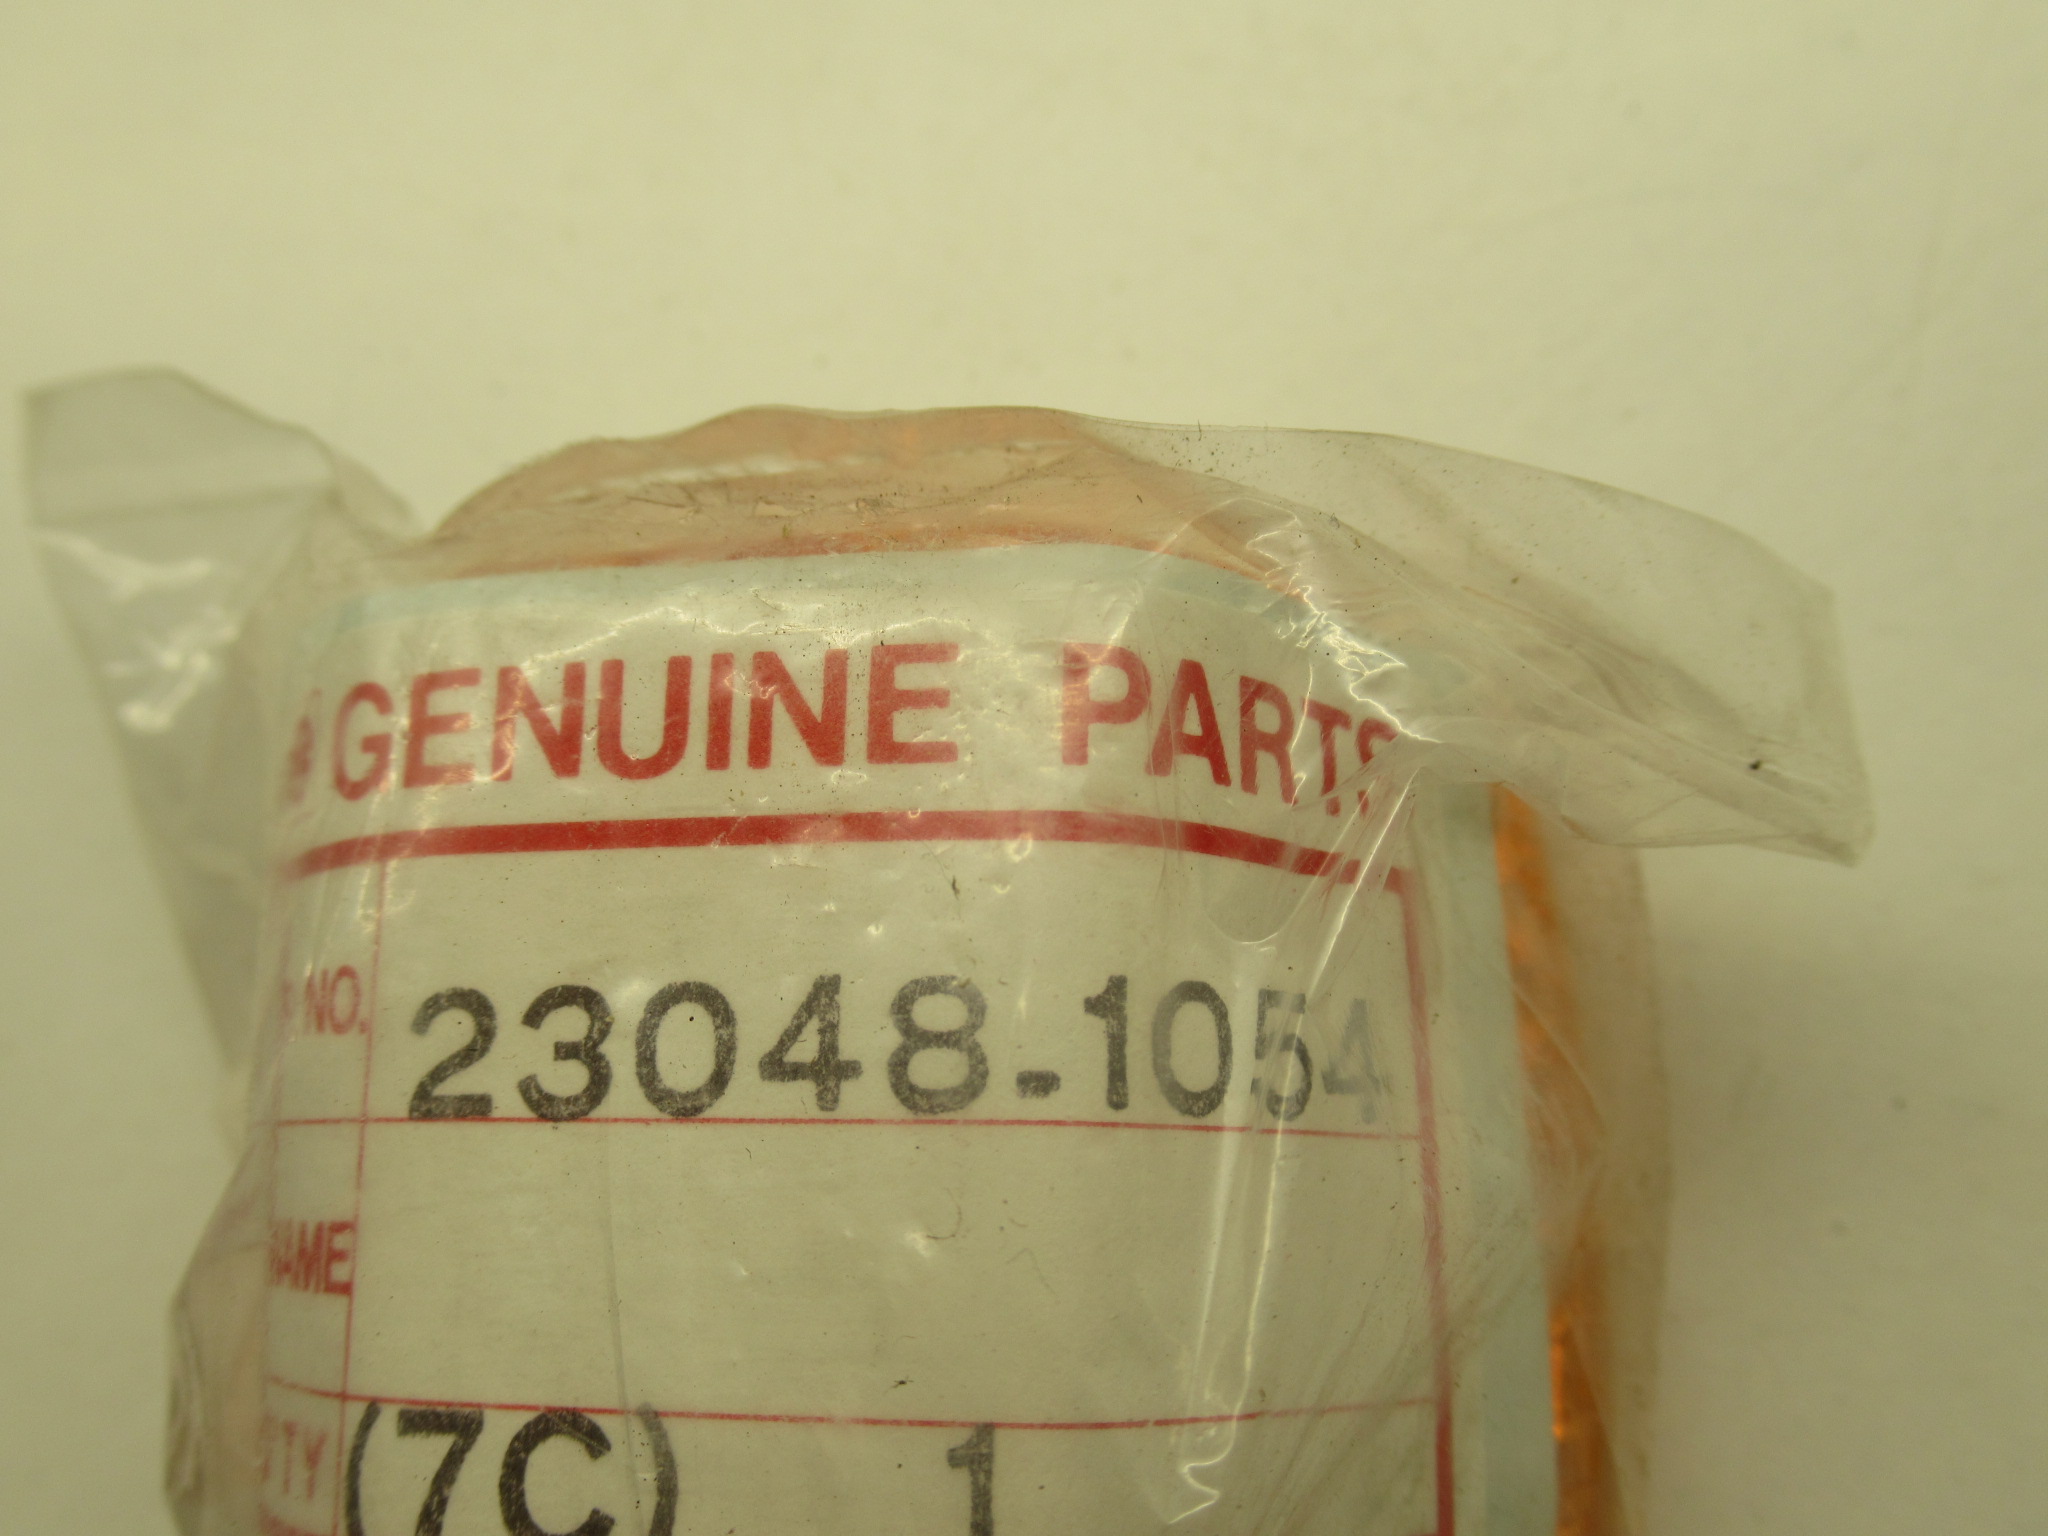 GENUINE PARTS
NO. 23048-1054
NAME
(7C) 1